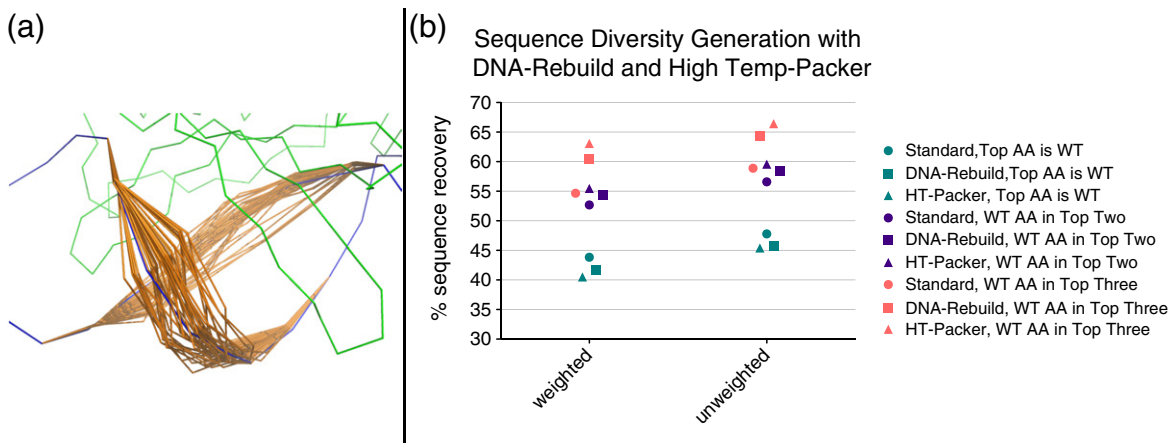 (a)
(b)
Sequence Diversity Generation with
DNA-Rebuild and High Temp-Packer
% sequence recovery
70
65
60
55
50
45
40
35
30
weighted
unweighted
Standard,Top AA is WT
DNA-Rebuild,Top AA is WT
HT-Packer, Top AA is WT
Standard, WT AA in Top Two
DNA-Rebuild, WT AA in Top Two
HT-Packer, WT AA in Top Two
Standard, WT AA in Top Three
DNA-Rebuild, WT AA in Top Three
HT-Packer, WT AA in Top Three